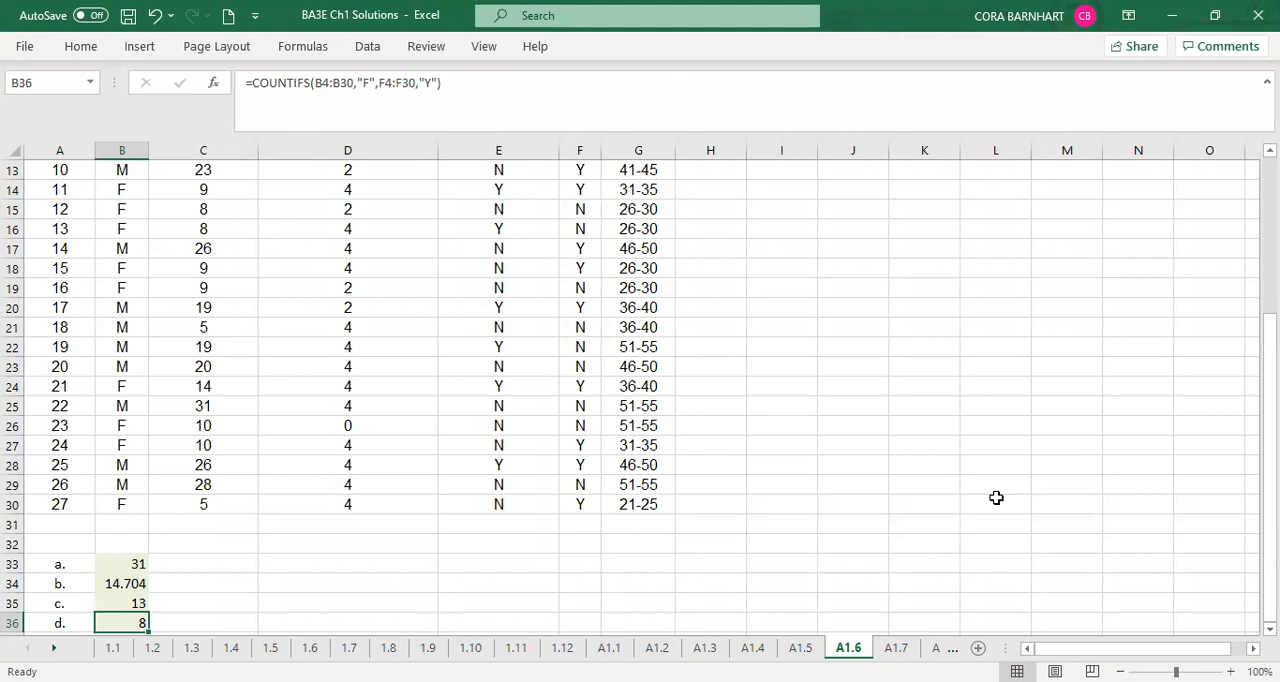 AutoSave Off BA3E Ch1 Solutions - Excel Search CORA BARNHART CB
File Home Insert Page Layout Formulas Data Review View Help Share Comments
B36 fx =COUNTIFS(B4:B30,"F",F4:F30,"Y")
A B C D E F G H I J K L M N O
13 10 M 23 2 N Y 41-45
14 11 F 9 4 Y Y 31-35
15 12 F 8 2 N N 26-30
16 13 F 8 4 Y N 26-30
17 14 M 26 4 N Y 46-50
18 15 F 9 4 N Y 26-30
19 16 F 9 2 N N 26-30
20 17 M 19 2 Y Y 36-40
21 18 M 5 4 N N 36-40
22 19 M 19 4 Y N 51-55
23 20 M 20 4 N N 46-50
24 21 F 14 4 Y Y 36-40
25 22 M 31 4 N N 51-55
26 23 F 10 0 N N 51-55
27 24 F 10 4 N Y 31-35
28 25 M 26 4 Y Y 46-50
29 26 M 28 4 N N 51-55
30 27 F 5 4 N Y 21-25
31
32
33 a. 31
34 b. 14.704
35 c. 13
36 d. 8
1.1 1.2 1.3 1.4 1.5 1.6 1.7 1.8 1.9 1.10 1.11 1.12 A1.1 A1.2 A1.3 A1.4 A1.5 A1.6 A1.7 A ...
Ready 100%